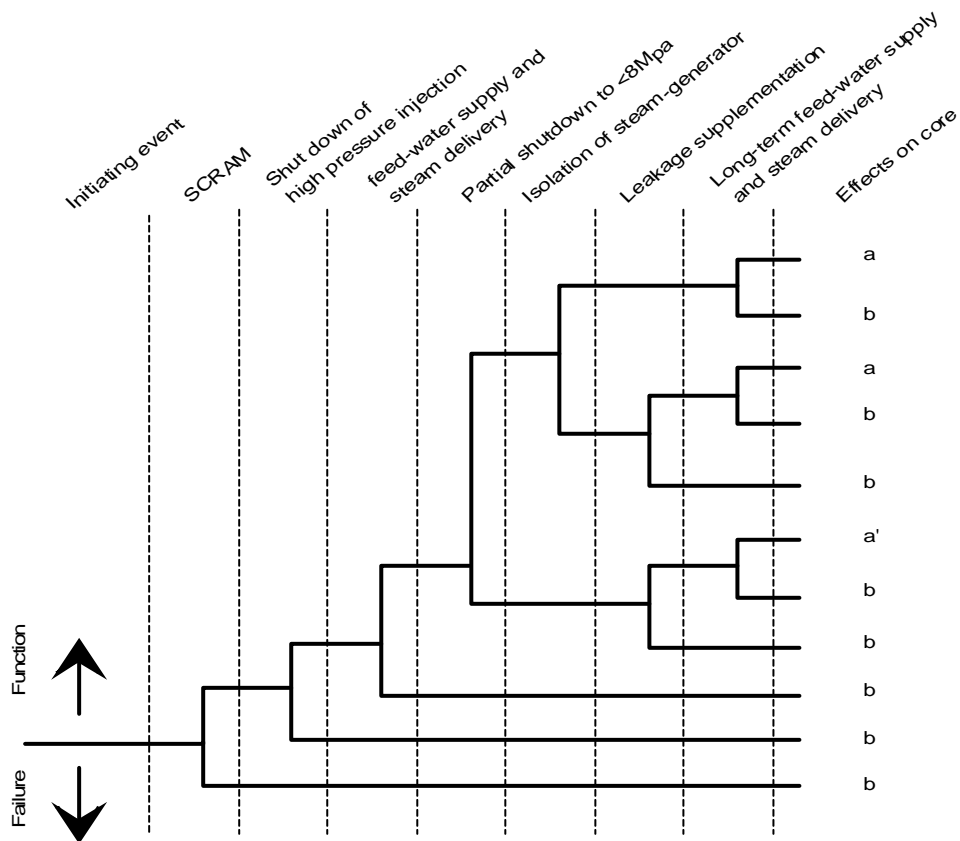 Initiating event
SCRAM
Shut down of
high pressure injection
feed-water supply and
steam delivery
Partial shutdown to <8Mpa
Isolation of steam-generator
Leakage supplementation
Long-term feed-water supply
and steam delivery
Effects on core
a
b
a
b
b
a'
b
b
b
b
b
Function
Failure